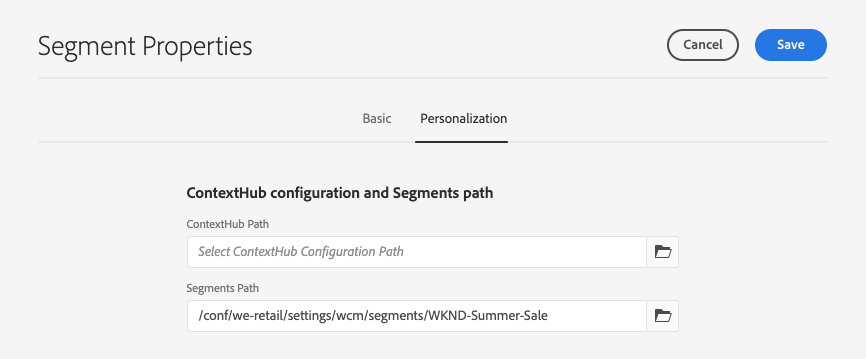 Segment Properties
Cancel
Save
Basic
Personalization
ContextHub configuration and Segments path
ContextHub Path
Select ContextHub Configuration Path
Segments Path
/conf/we-retail/settings/wcm/segments/WKND-Summer-Sale